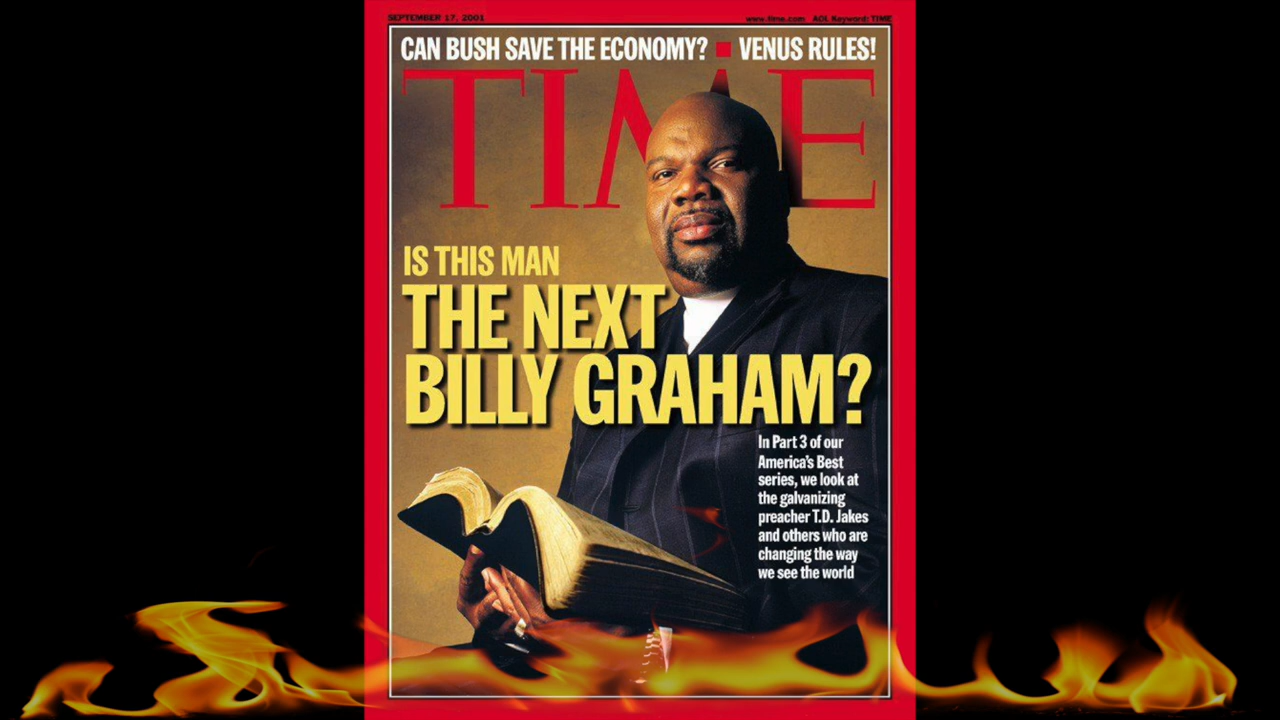 SEPTEMBER 17, 2001
www.time.com AOL Keyword: TIME
CAN BUSH SAVE THE ECONOMY? ▪ VENUS RULES!
TIME
IS THIS MAN
THE NEXT
BILLY GRAHAM?
In Part 3 of our
America's Best
series, we look at
the galvanizing
preacher T.D. Jakes
and others who are
changing the way
we see the world